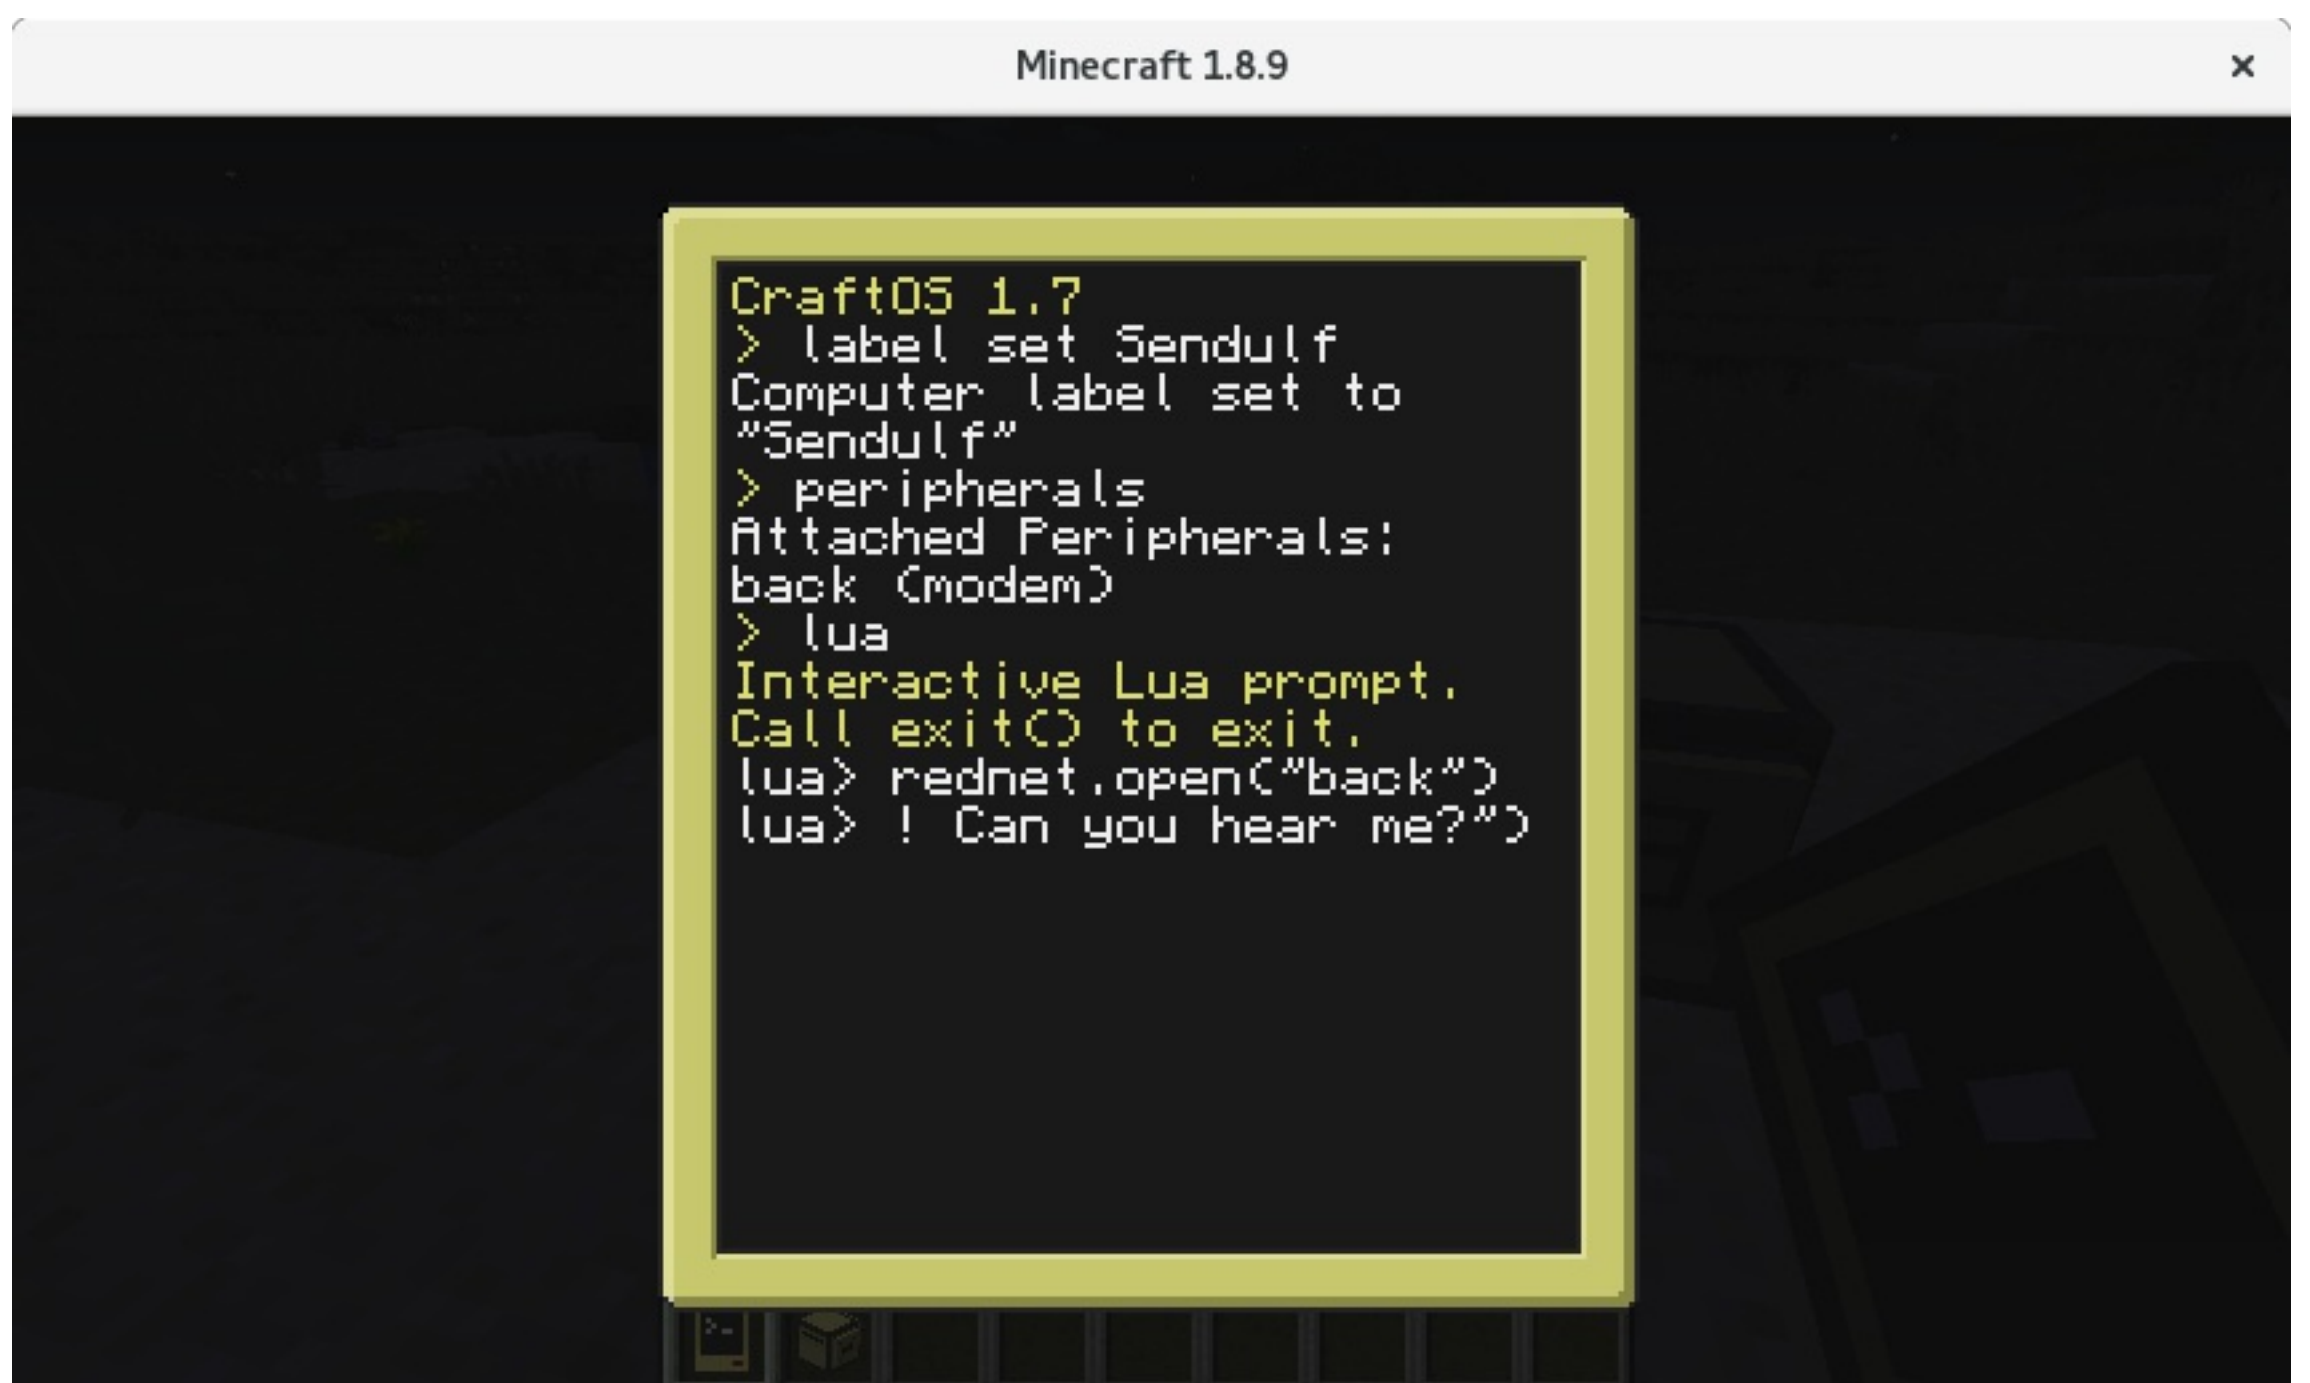 Minecraft 1.8.9
CraftOS 1.7
> label set Sendulf
Computer label set to
"Sendulf"
> peripherals
Attached Peripherals:
back (modem)
> lua
Interactive Lua prompt.
Call exit() to exit.
lua> rednet.open("back")
lua> ! Can you hear me?")